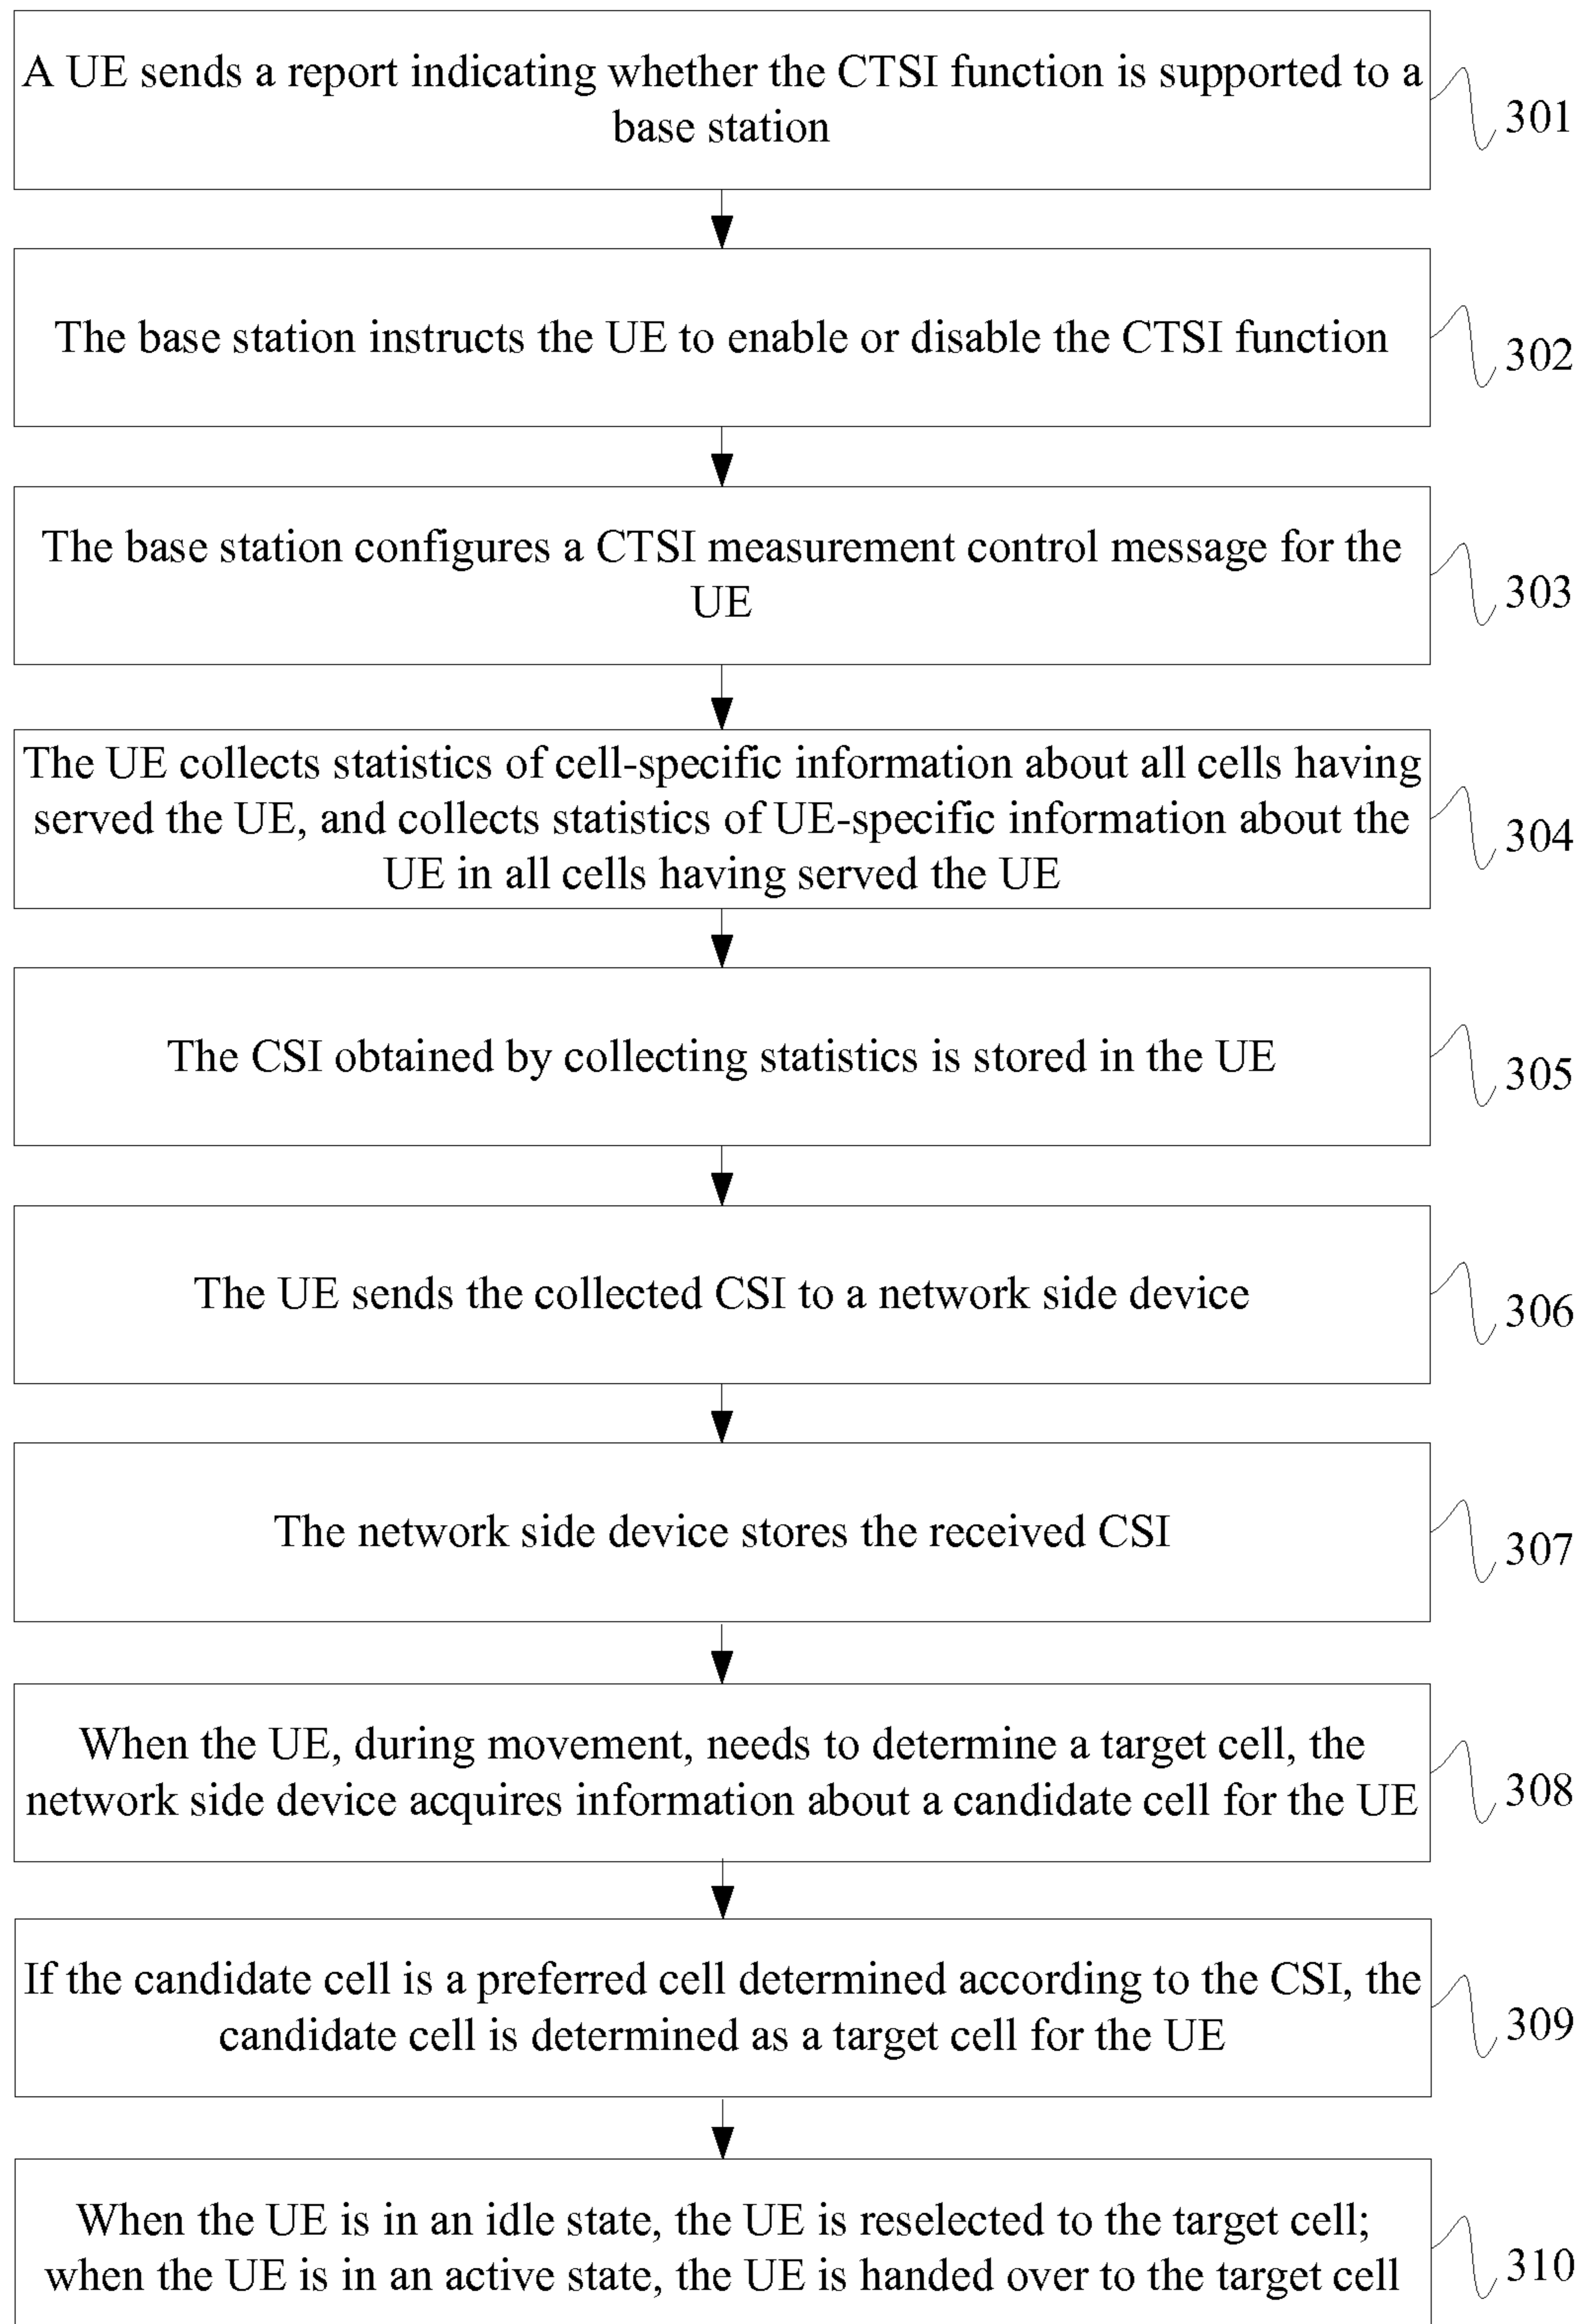 A UE sends a report indicating whether the CTSI function is supported to a
base station
301
The base station instructs the UE to enable or disable the CTSI function
302
The base station configures a CTSI measurement control message for the
UE
303
The UE collects statistics of cell-specific information about all cells having
served the UE, and collects statistics of UE-specific information about the
UE in all cells having served the UE
304
The CSI obtained by collecting statistics is stored in the UE
305
The UE sends the collected CSI to a network side device
306
The network side device stores the received CSI
307
When the UE, during movement, needs to determine a target cell, the
network side device acquires information about a candidate cell for the UE
308
If the candidate cell is a preferred cell determined according to the CSI, the
candidate cell is determined as a target cell for the UE
309
When the UE is in an idle state, the UE is reselected to the target cell;
when the UE is in an active state, the UE is handed over to the target cell
310